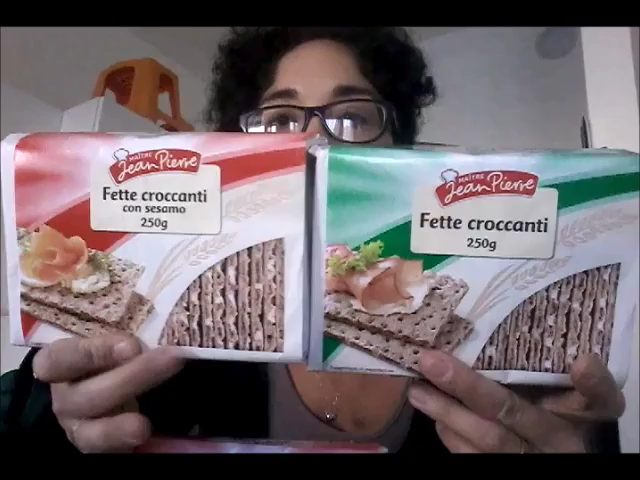 MAÎTRE
Jean Pierre
Fette croccanti
con sesamo
250g
MAÎTRE
Jean Pierre
Fette croccanti
250g